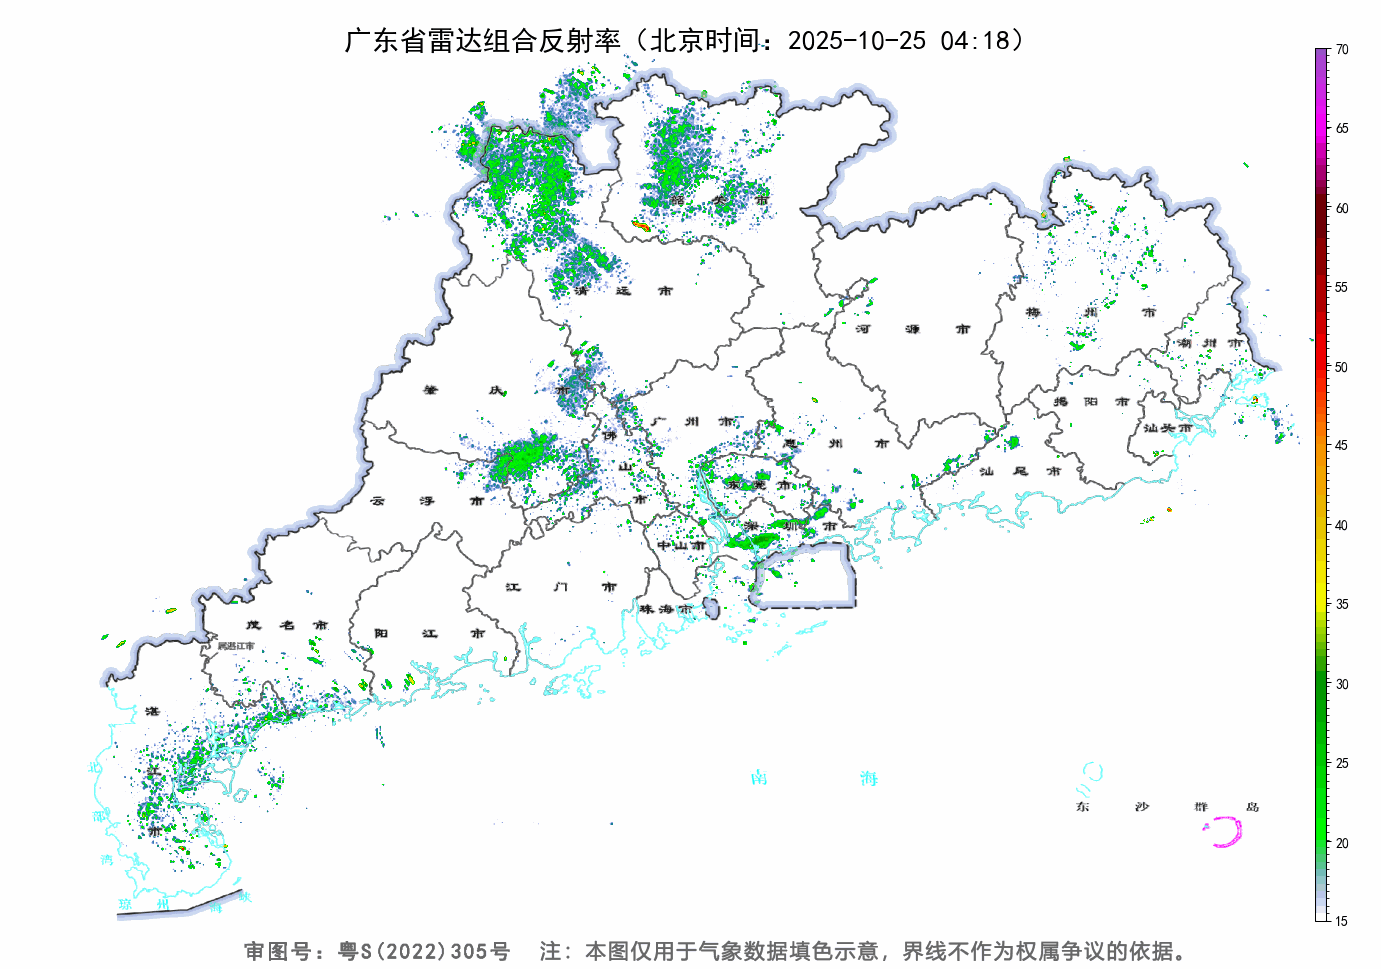 广东省雷达组合反射率（北京时间：2025-10-25 04:18）
70
65
60
55
50
45
40
35
30
25
20
15
韶关市
清远市
河源市
梅州市
潮州市
肇庆市
广州市
揭阳市
汕头市
佛山市
惠州市
汕尾市
云浮市
东莞市
深圳市
中山市
江门市
珠海市
茂名市
阳江市
属湛江市
湛江市
南海
东沙群岛
北部湾
琼州海峡
审图号：粤S(2022)305号 注：本图仅用于气象数据填色示意，界线不作为权属争议的依据。